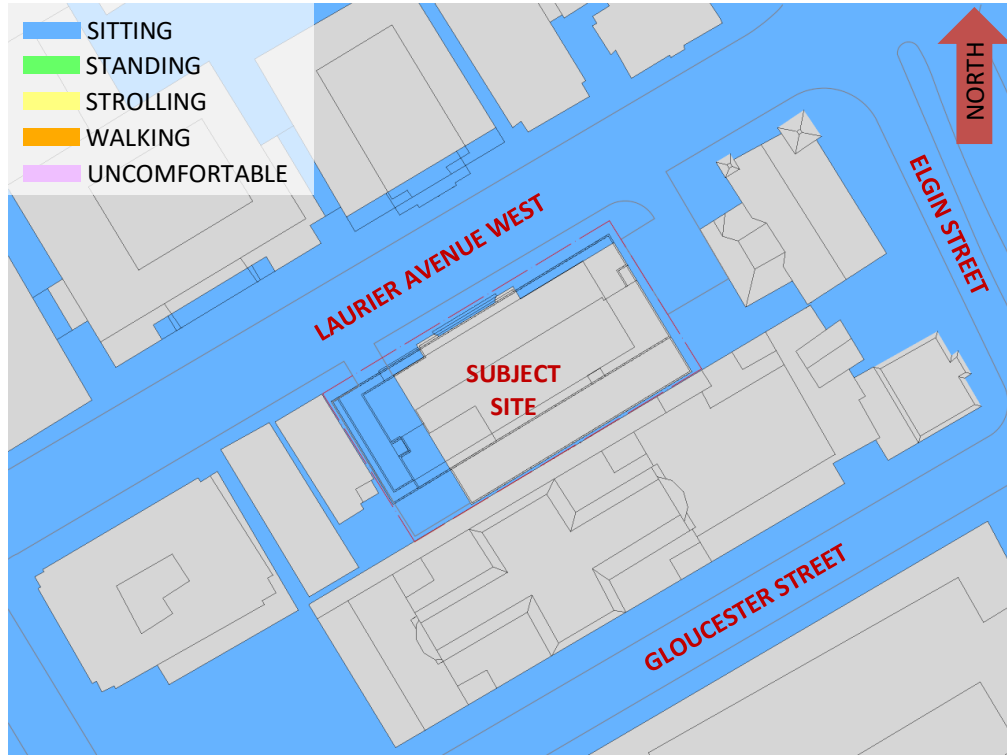 SITTING
STANDING
STROLLING
WALKING
UNCOMFORTABLE
NORTH
ELGIN STREET
LAURIER AVENUE WEST
SUBJECT
SITE
GLOUCESTER STREET